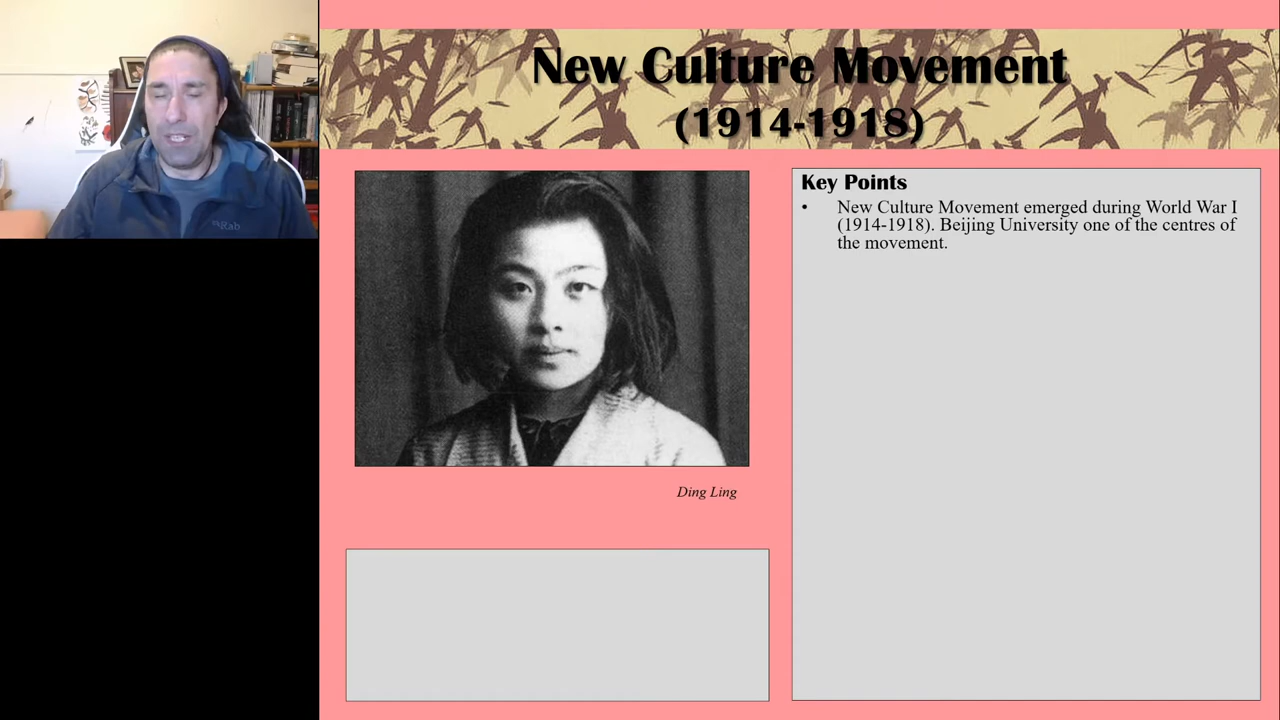 New Culture Movement
(1914-1918)
Key Points
• New Culture Movement emerged during World War I
(1914-1918). Beijing University one of the centres of
the movement.
Ding Ling
Rab